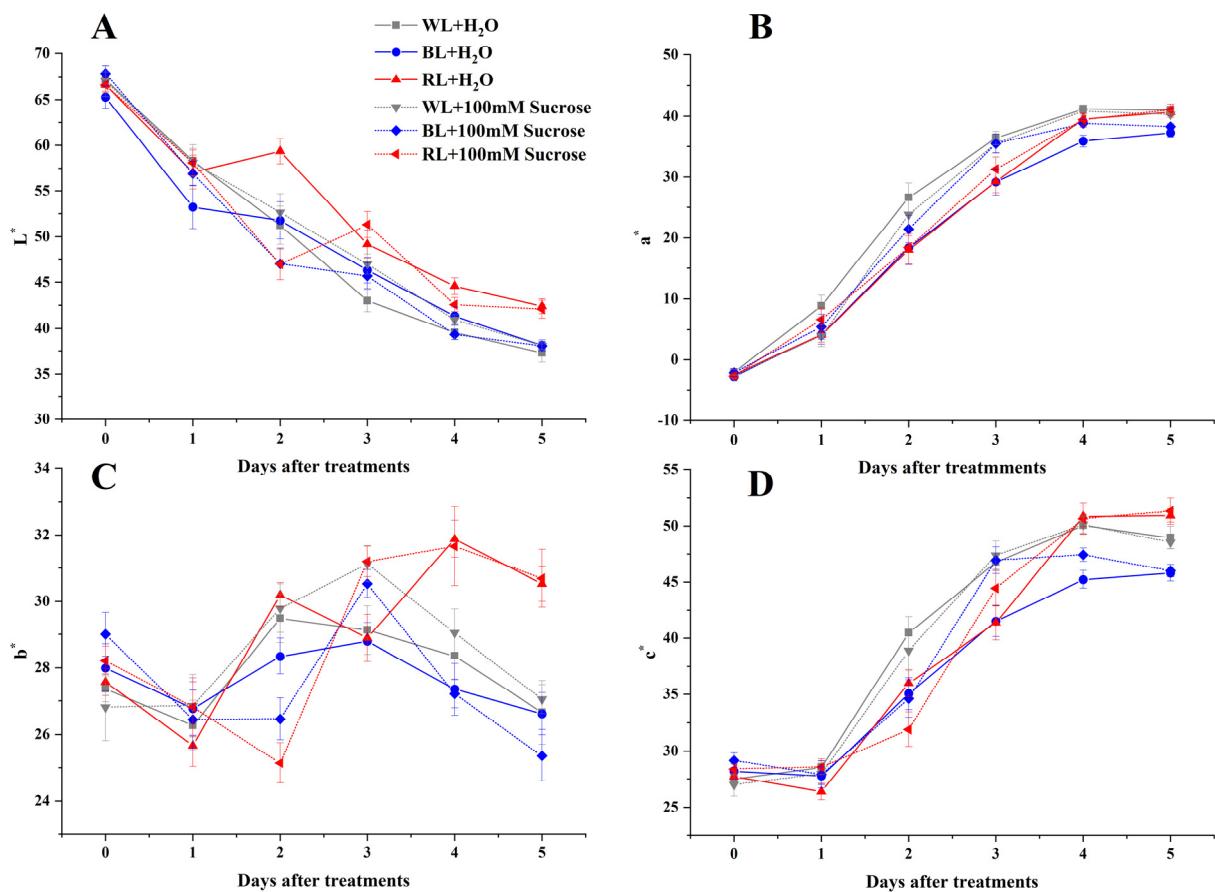 A
WL+H₂O
BL+H₂O
RL+H₂O
WL+100mM Sucrose
BL+100mM Sucrose
RL+100mM Sucrose
L*
70
65
60
55
50
45
40
35
30
0 1 2 3 4 5
Days after treatments
B
a*
50
40
30
20
10
0
-10
0 1 2 3 4 5
Days after treatmments
C
b*
34
32
30
28
26
24
0 1 2 3 4 5
Days after treatments
D
c*
55
50
45
40
35
30
25
0 1 2 3 4 5
Days after treatments